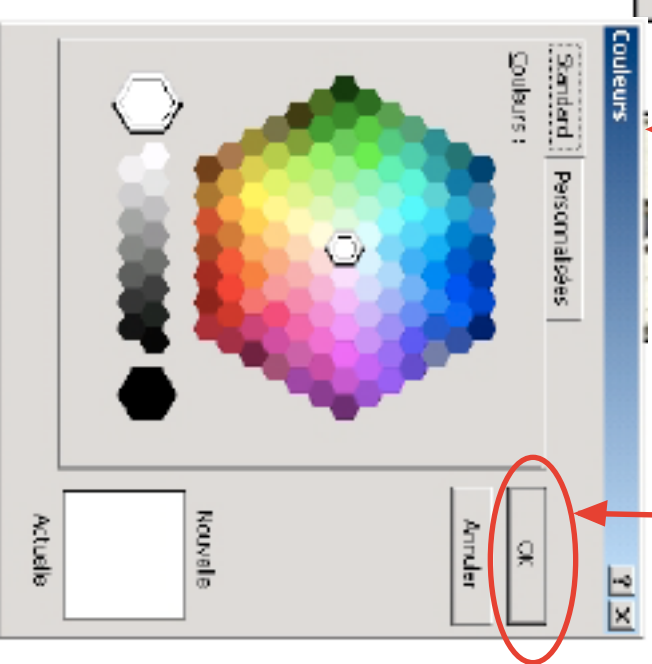 Couleurs
? X
Standard Personnalisées
Couleurs :
OK
Annuler
Nouvelle
Actuelle